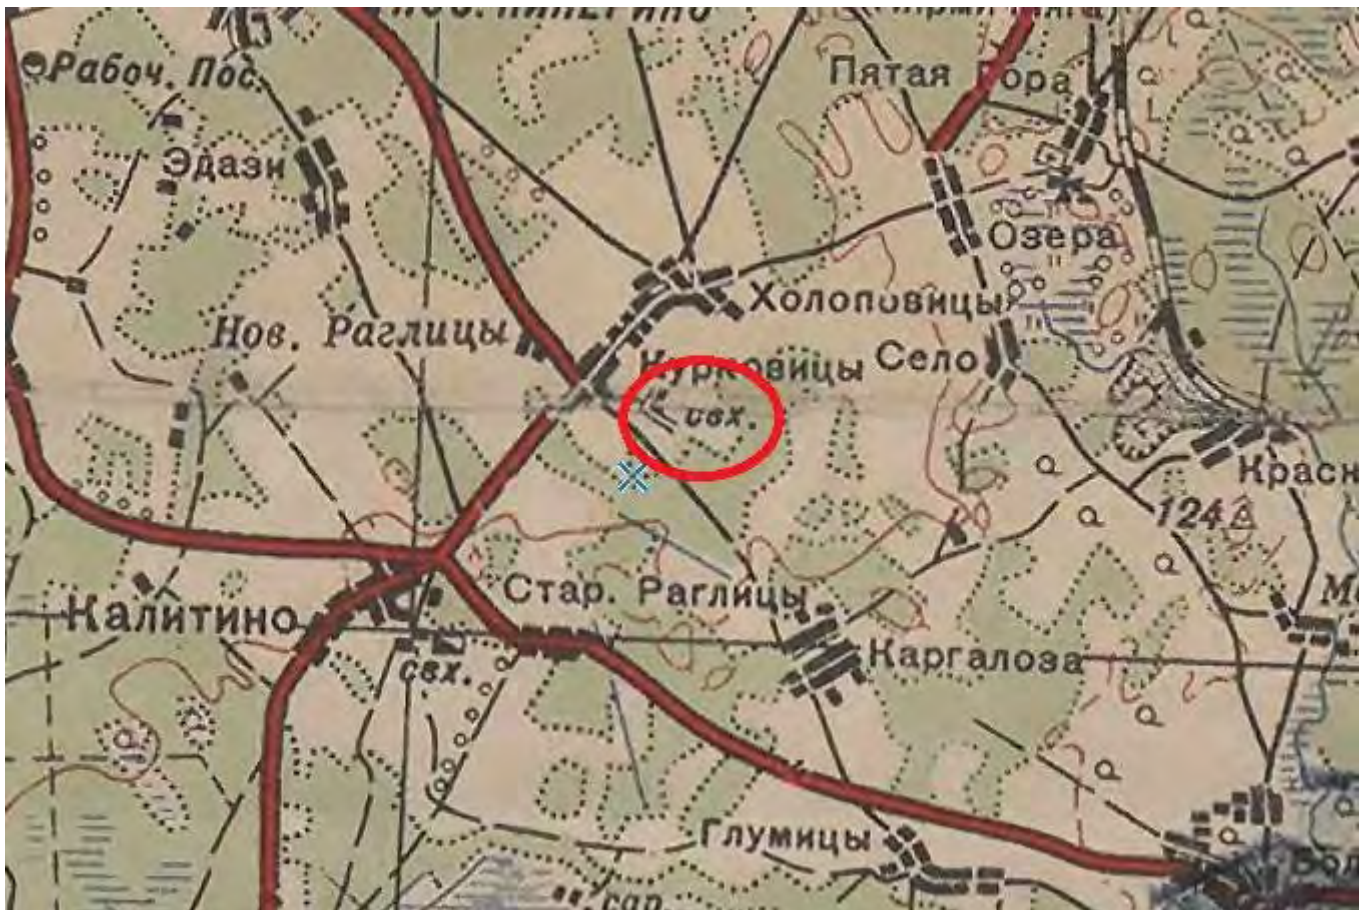 Рабоч. Пос.
Пятая Гора
Эдази
Озера
Холоповицы
Нов. Раглицы
Курковицы
Село
свх.
Красн
124
Стар. Раглицы
Калитино
Каргалоза
свх.
Глумицы
сар.